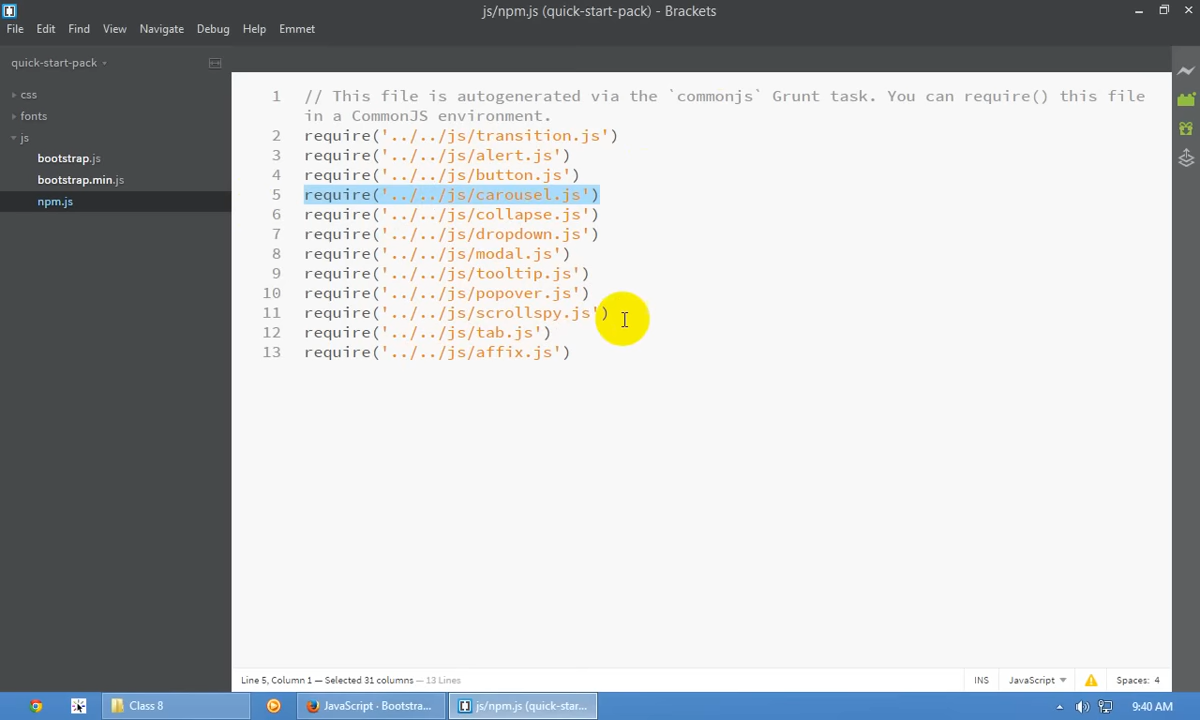 js/npm.js (quick-start-pack) - Brackets
File Edit Find View Navigate Debug Help Emmet
quick-start-pack
css
fonts
js
bootstrap.js
bootstrap.min.js
npm.js
1 // This file is autogenerated via the `commonjs` Grunt task. You can require() this file
in a CommonJS environment.
2 require('../../js/transition.js')
3 require('../../js/alert.js')
4 require('../../js/button.js')
5 require('../../js/carousel.js')
6 require('../../js/collapse.js')
7 require('../../js/dropdown.js')
8 require('../../js/modal.js')
9 require('../../js/tooltip.js')
10 require('../../js/popover.js')
11 require('../../js/scrollspy.js')
12 require('../../js/tab.js')
13 require('../../js/affix.js')
Line 5, Column 1 — Selected 31 columns — 13 Lines
INS JavaScript Spaces: 4
Class 8 JavaScript · Bootstra... js/npm.js (quick-star... 9:40 AM